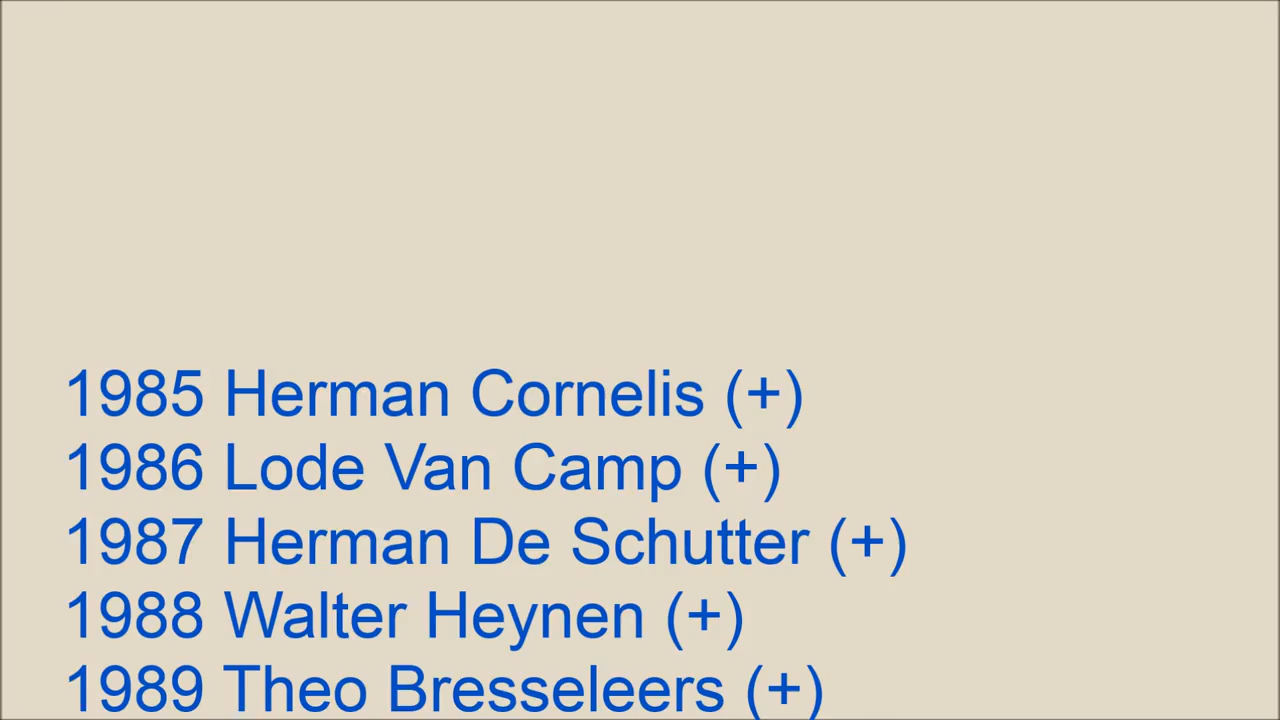 1985 Herman Cornelis (+)
1986 Lode Van Camp (+)
1987 Herman De Schutter (+)
1988 Walter Heynen (+)
1989 Theo Bresseleers (+)